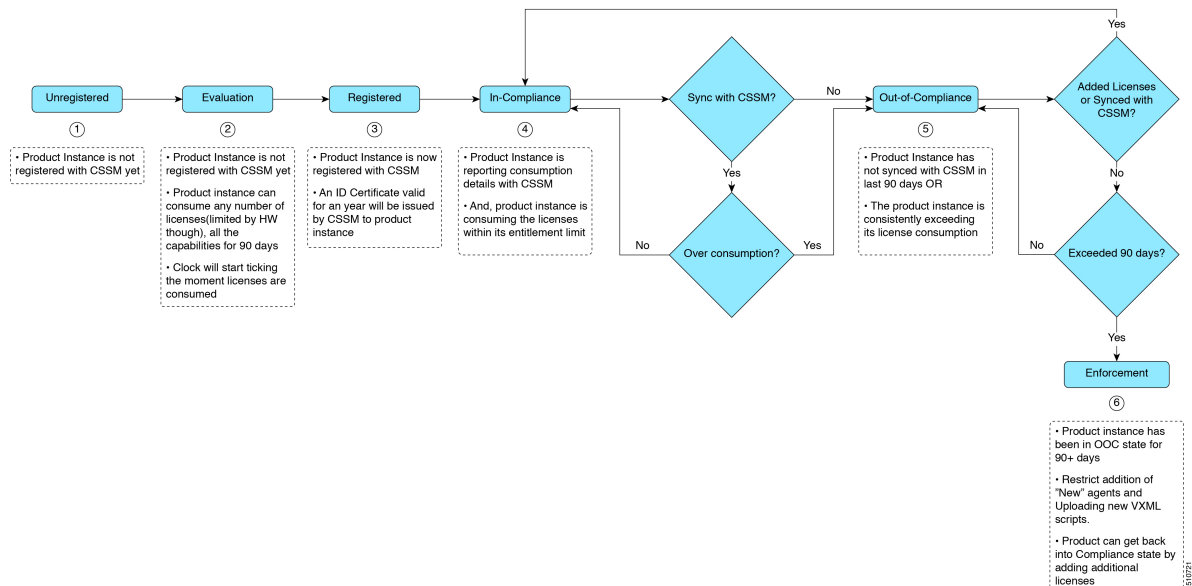 Yes
Unregistered
Evaluation
Registered
In-Compliance
Sync with CSSM?
No
Out-of-Compliance
Added Licenses
or Synced with
CSSM?
1
• Product Instance is not
registered with CSSM yet
2
• Product Instance is not
registered with CSSM yet
• Product instance can
consume any number of
licenses(limited by HW
though), all the
capabilities for 90 days
• Clock will start ticking
the moment licenses are
consumed
3
• Product Instance is now
registered with CSSM
• An ID Certificate valid
for an year will be issued
by CSSM to product
instance
4
• Product Instance is
reporting consumption
details with CSSM
• And, product instance is
consuming the licenses
within its entitlement limit
Yes
No
Over consumption?
Yes
5
• Product Instance has
not synced with CSSM in
last 90 days OR
• The product instance is
consistently exceeding
its license consumption
No
No
Exceeded 90 days?
Yes
Enforcement
6
• Product instance has
been in OOC state for
90+ days
• Restrict addition of
"New" agents and
Uploading new VXML
scripts.
• Product can get back
into Compliance state by
adding additional
licenses
510721